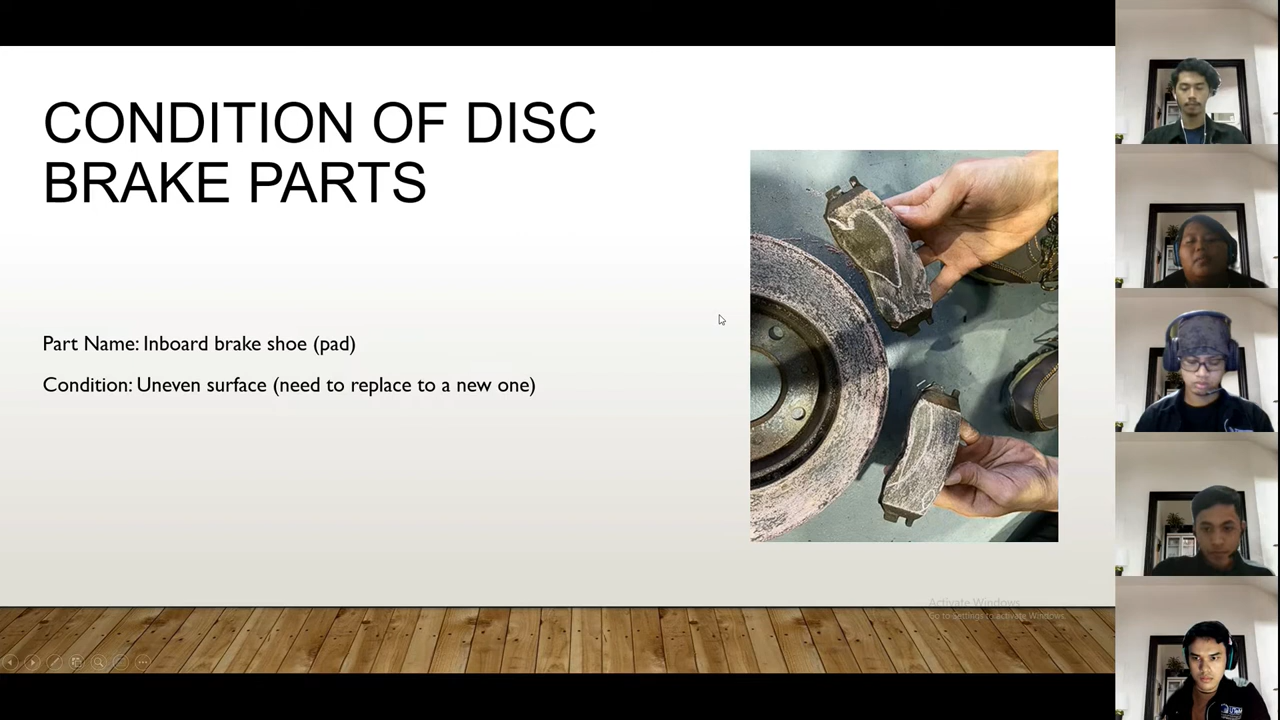 CONDITION OF DISC
BRAKE PARTS
Part Name: Inboard brake shoe (pad)
Condition: Uneven surface (need to replace to a new one)
Activate Windows
Go to Settings to activate Windows.